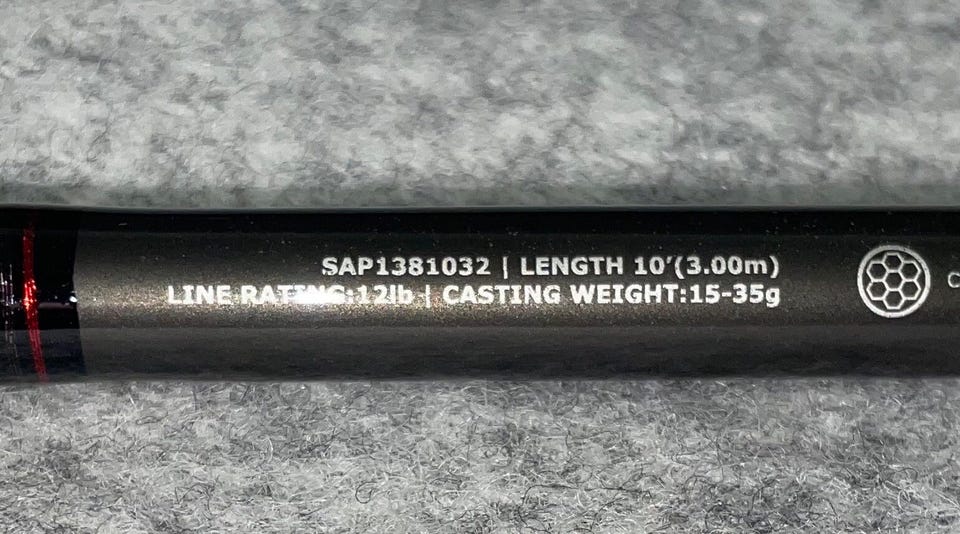 SAP1381032 | LENGTH 10’(3.00m)
LINE RATING:12lb | CASTING WEIGHT:15-35g